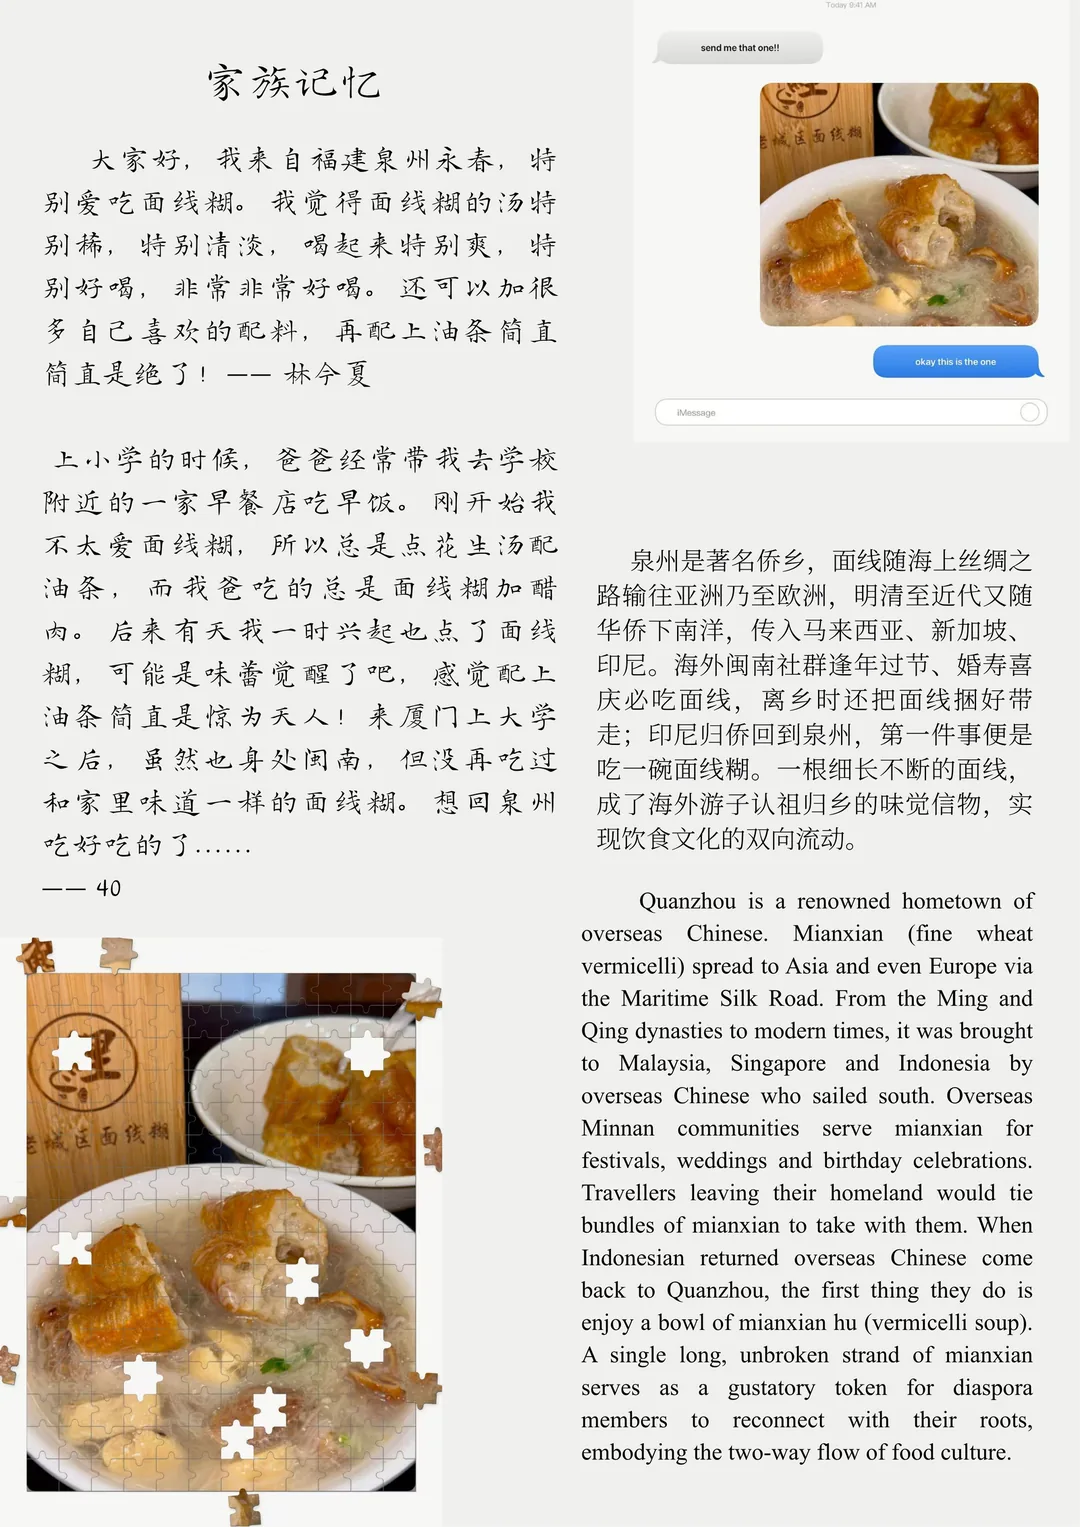 家族记忆
大家好，我来自福建泉州永春，特
别爱吃面线糊。我觉得面线糊的汤特
别稀，特别清淡，喝起来特别爽，特
别好喝，非常非常好喝。还可以加很
多自己喜欢的配料，再配上油条简直
简直是绝了！—— 林今夏
上小学的时候，爸爸经常带我去学校
附近的一家早餐店吃早饭。刚开始我
不太爱面线糊，所以总是点花生汤配
油条，而我爸吃的总是面线糊加醋
肉。后来有天我一时兴起也点了面线
糊，可能是味蕾觉醒了吧，感觉配上
油条简直是惊为天人！来厦门上大学
之后，虽然也身处闽南，但没再吃过
和家里味道一样的面线糊。想回泉州
吃好吃的了……
—— 40
Today 9:41 AM
send me that one!!
老城区面线糊
okay this is the one
iMessage
泉州是著名侨乡，面线随海上丝绸之
路输往亚洲乃至欧洲，明清至近代又随
华侨下南洋，传入马来西亚、新加坡、
印尼。海外闽南社群逢年过节、婚寿喜
庆必吃面线，离乡时还把面线捆好带
走；印尼归侨回到泉州，第一件事便是
吃一碗面线糊。一根细长不断的面线，
成了海外游子认祖归乡的味觉信物，实
现饮食文化的双向流动。
Quanzhou is a renowned hometown of
overseas Chinese. Mianxian (fine wheat
vermicelli) spread to Asia and even Europe via
the Maritime Silk Road. From the Ming and
Qing dynasties to modern times, it was brought
to Malaysia, Singapore and Indonesia by
overseas Chinese who sailed south. Overseas
Minnan communities serve mianxian for
festivals, weddings and birthday celebrations.
Travellers leaving their homeland would tie
bundles of mianxian to take with them. When
Indonesian returned overseas Chinese come
back to Quanzhou, the first thing they do is
enjoy a bowl of mianxian hu (vermicelli soup).
A single long, unbroken strand of mianxian
serves as a gustatory token for diaspora
members to reconnect with their roots,
embodying the two-way flow of food culture.
老城区面线糊